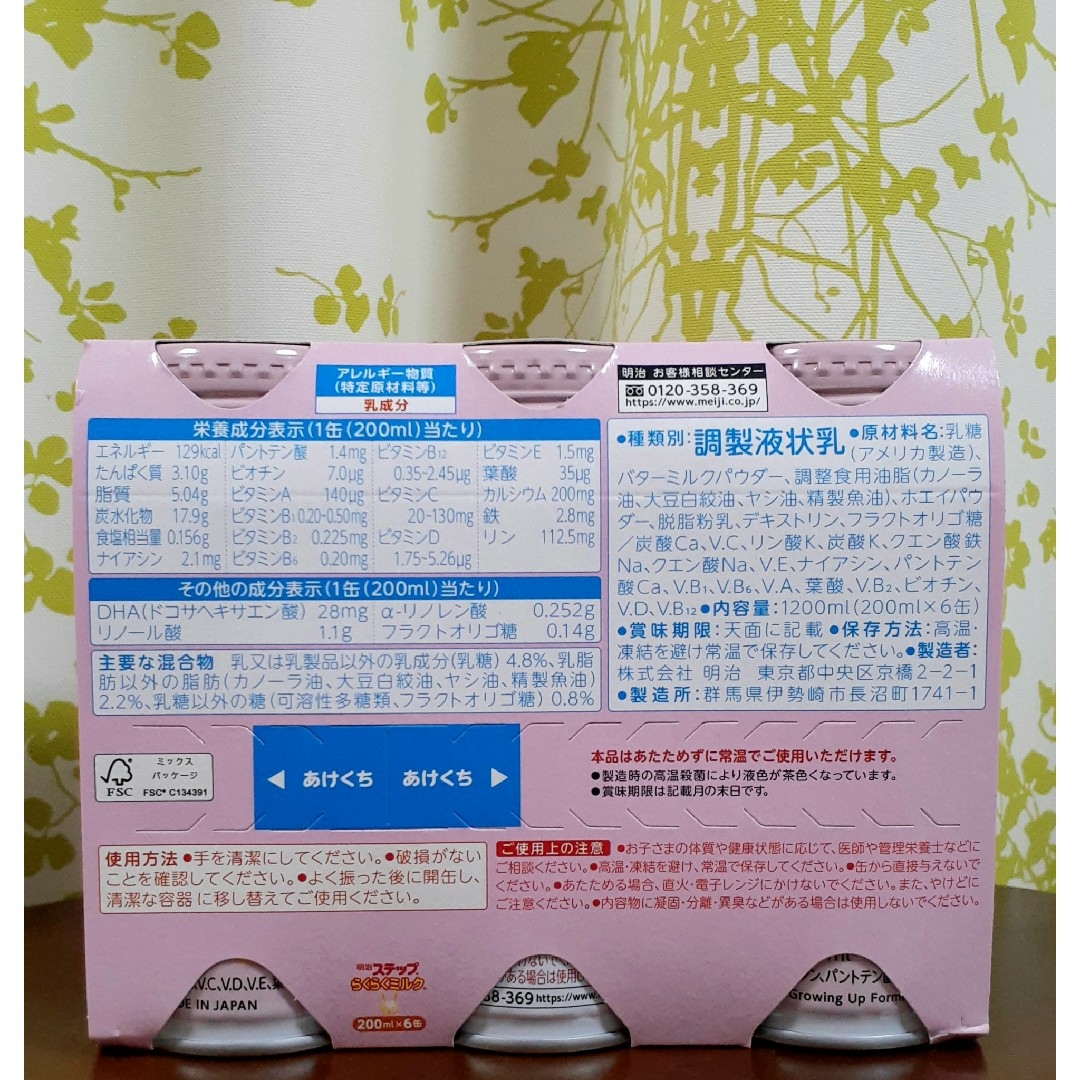 アレルギー物質
(特定原材料等)
乳成分
明治 お客様相談センター
0120-358-369
https://www.meiji.co.jp/
栄養成分表示(1缶(200ml)当たり)
エネルギー 129kcal
たんぱく質 3.10g
脂質 5.04g
炭水化物 17.9g
食塩相当量 0.156g
ナイアシン 2.1mg
パントテン酸 1.4mg
ビオチン 7.0μg
ビタミンA 140μg
ビタミンB₁ 0.20-0.50mg
ビタミンB₂ 0.225mg
ビタミンB₆ 0.20mg
ビタミンB₁₂
0.35-2.45μg
ビタミンC
20-130mg
ビタミンD
1.75-5.26μg
ビタミンE 1.5mg
葉酸 35μg
カルシウム 200mg
鉄 2.8mg
リン 112.5mg
その他の成分表示(1缶(200ml)当たり)
DHA(ドコサヘキサエン酸) 28mg α-リノレン酸 0.252g
リノール酸 1.1g フラクトオリゴ糖 0.14g
主要な混合物 乳又は乳製品以外の乳成分(乳糖) 4.8%、乳脂
肪以外の脂肪(カノーラ油、大豆白絞油、ヤシ油、精製魚油)
2.2%、乳糖以外の糖(可溶性多糖類、フラクトオリゴ糖) 0.8%
●種類別:調製液状乳 ●原材料名:乳糖
(アメリカ製造)、
バターミルクパウダー、調整食用油脂(カノーラ
油、大豆白絞油、ヤシ油、精製魚油)、ホエイパウ
ダー、脱脂粉乳、デキストリン、フラクトオリゴ糖
/炭酸Ca、V.C、リン酸K、炭酸K、クエン酸鉄
Na、クエン酸Na、V.E、ナイアシン、パントテン
酸Ca、V.B₁、V.B₆、V.A、葉酸、V.B₂、ビオチン、
V.D、V.B₁₂ ●内容量:1200ml(200ml×6缶)
●賞味期限:天面に記載 ●保存方法:高温・
凍結を避け常温で保存してください。●製造者:
株式会社 明治 東京都中央区京橋2-2-1
●製造所:群馬県伊勢崎市長沼町1741-1
FSC
ミックス
パッケージ
FSC® C134391
◀ あけくち あけくち ▶
本品はあたためずに常温でご使用いただけます。
●製造時の高温殺菌により液色が茶色くなっています。
●賞味期限は記載月の末日です。
使用方法 ●手を清潔にしてください。●破損がない
ことを確認してください。●よく振った後に開缶し、
清潔な容器に移し替えてご使用ください。
ご使用上の注意 ●お子さまの体質や健康状態に応じて、医師や管理栄養士などに
ご相談ください。●高温・凍結を避け、常温で保存してください。●缶から直接与えないで
ください。●あたためる場合、直火・電子レンジにかけないでください。また、やけどに
ご注意ください。●内容物に凝固・分離・異臭などがある場合は使用しないでください。
V.C、V.D、V.E、
DE IN JAPAN
明治ステップ
らくらくミルク
200ml×6缶
がある場合は使用し
38-369 https://www
ン、パントテン
Growing Up Form